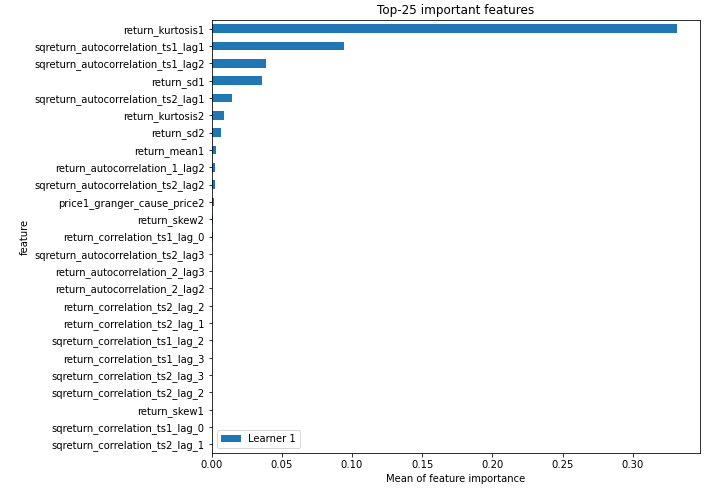 Top-25 important features
return_kurtosis1
sqreturn_autocorrelation_ts1_lag1
sqreturn_autocorrelation_ts1_lag2
return_sd1
sqreturn_autocorrelation_ts2_lag1
return_kurtosis2
return_sd2
return_mean1
return_autocorrelation_1_lag2
sqreturn_autocorrelation_ts2_lag2
price1_granger_cause_price2
return_skew2
return_correlation_ts1_lag_0
sqreturn_autocorrelation_ts2_lag3
return_autocorrelation_2_lag3
return_autocorrelation_2_lag2
return_correlation_ts2_lag_2
return_correlation_ts2_lag_1
sqreturn_correlation_ts1_lag_2
return_correlation_ts1_lag_3
sqreturn_correlation_ts2_lag_3
sqreturn_correlation_ts2_lag_2
return_skew1
sqreturn_correlation_ts1_lag_0
sqreturn_correlation_ts2_lag_1
feature
Learner 1
0.00 0.05 0.10 0.15 0.20 0.25 0.30
Mean of feature importance